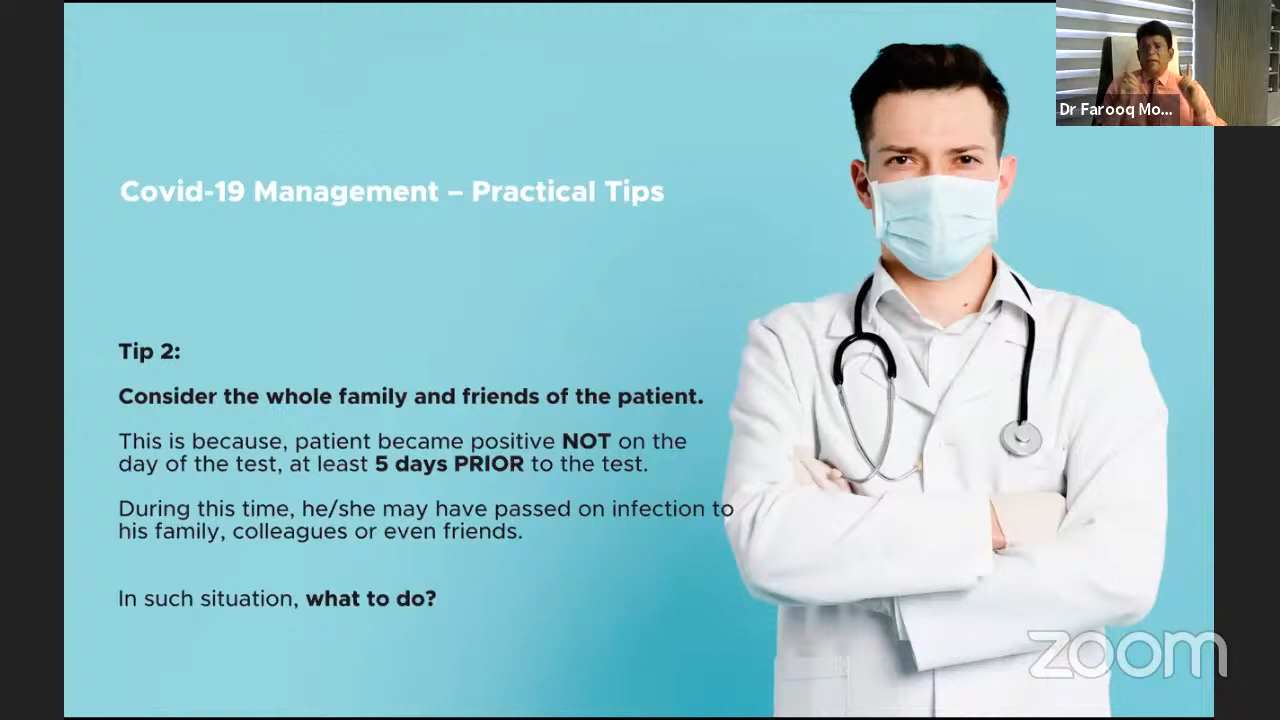 Dr Farooq Mo...
Covid-19 Management – Practical Tips
Tip 2:
Consider the whole family and friends of the patient.
This is because, patient became positive NOT on the
day of the test, at least 5 days PRIOR to the test.
During this time, he/she may have passed on infection to
his family, colleagues or even friends.
In such situation, what to do?
zoom